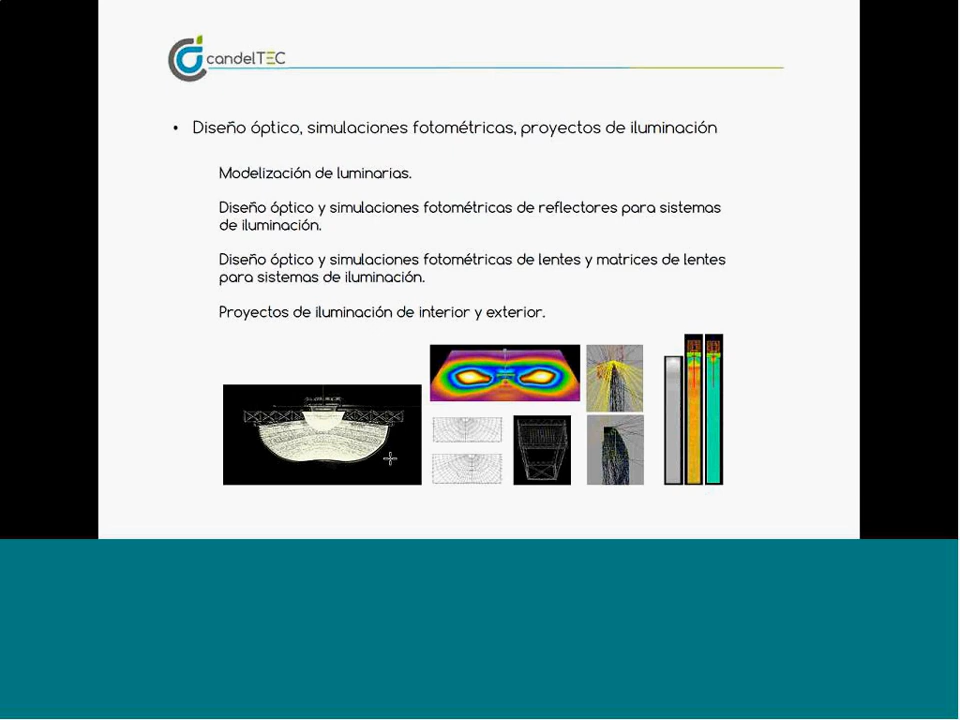 candelTEC
• Diseño óptico, simulaciones fotométricas, proyectos de iluminación
Modelización de luminarias.
Diseño óptico y simulaciones fotométricas de reflectores para sistemas
de iluminación.
Diseño óptico y simulaciones fotométricas de lentes y matrices de lentes
para sistemas de iluminación.
Proyectos de iluminación de interior y exterior.